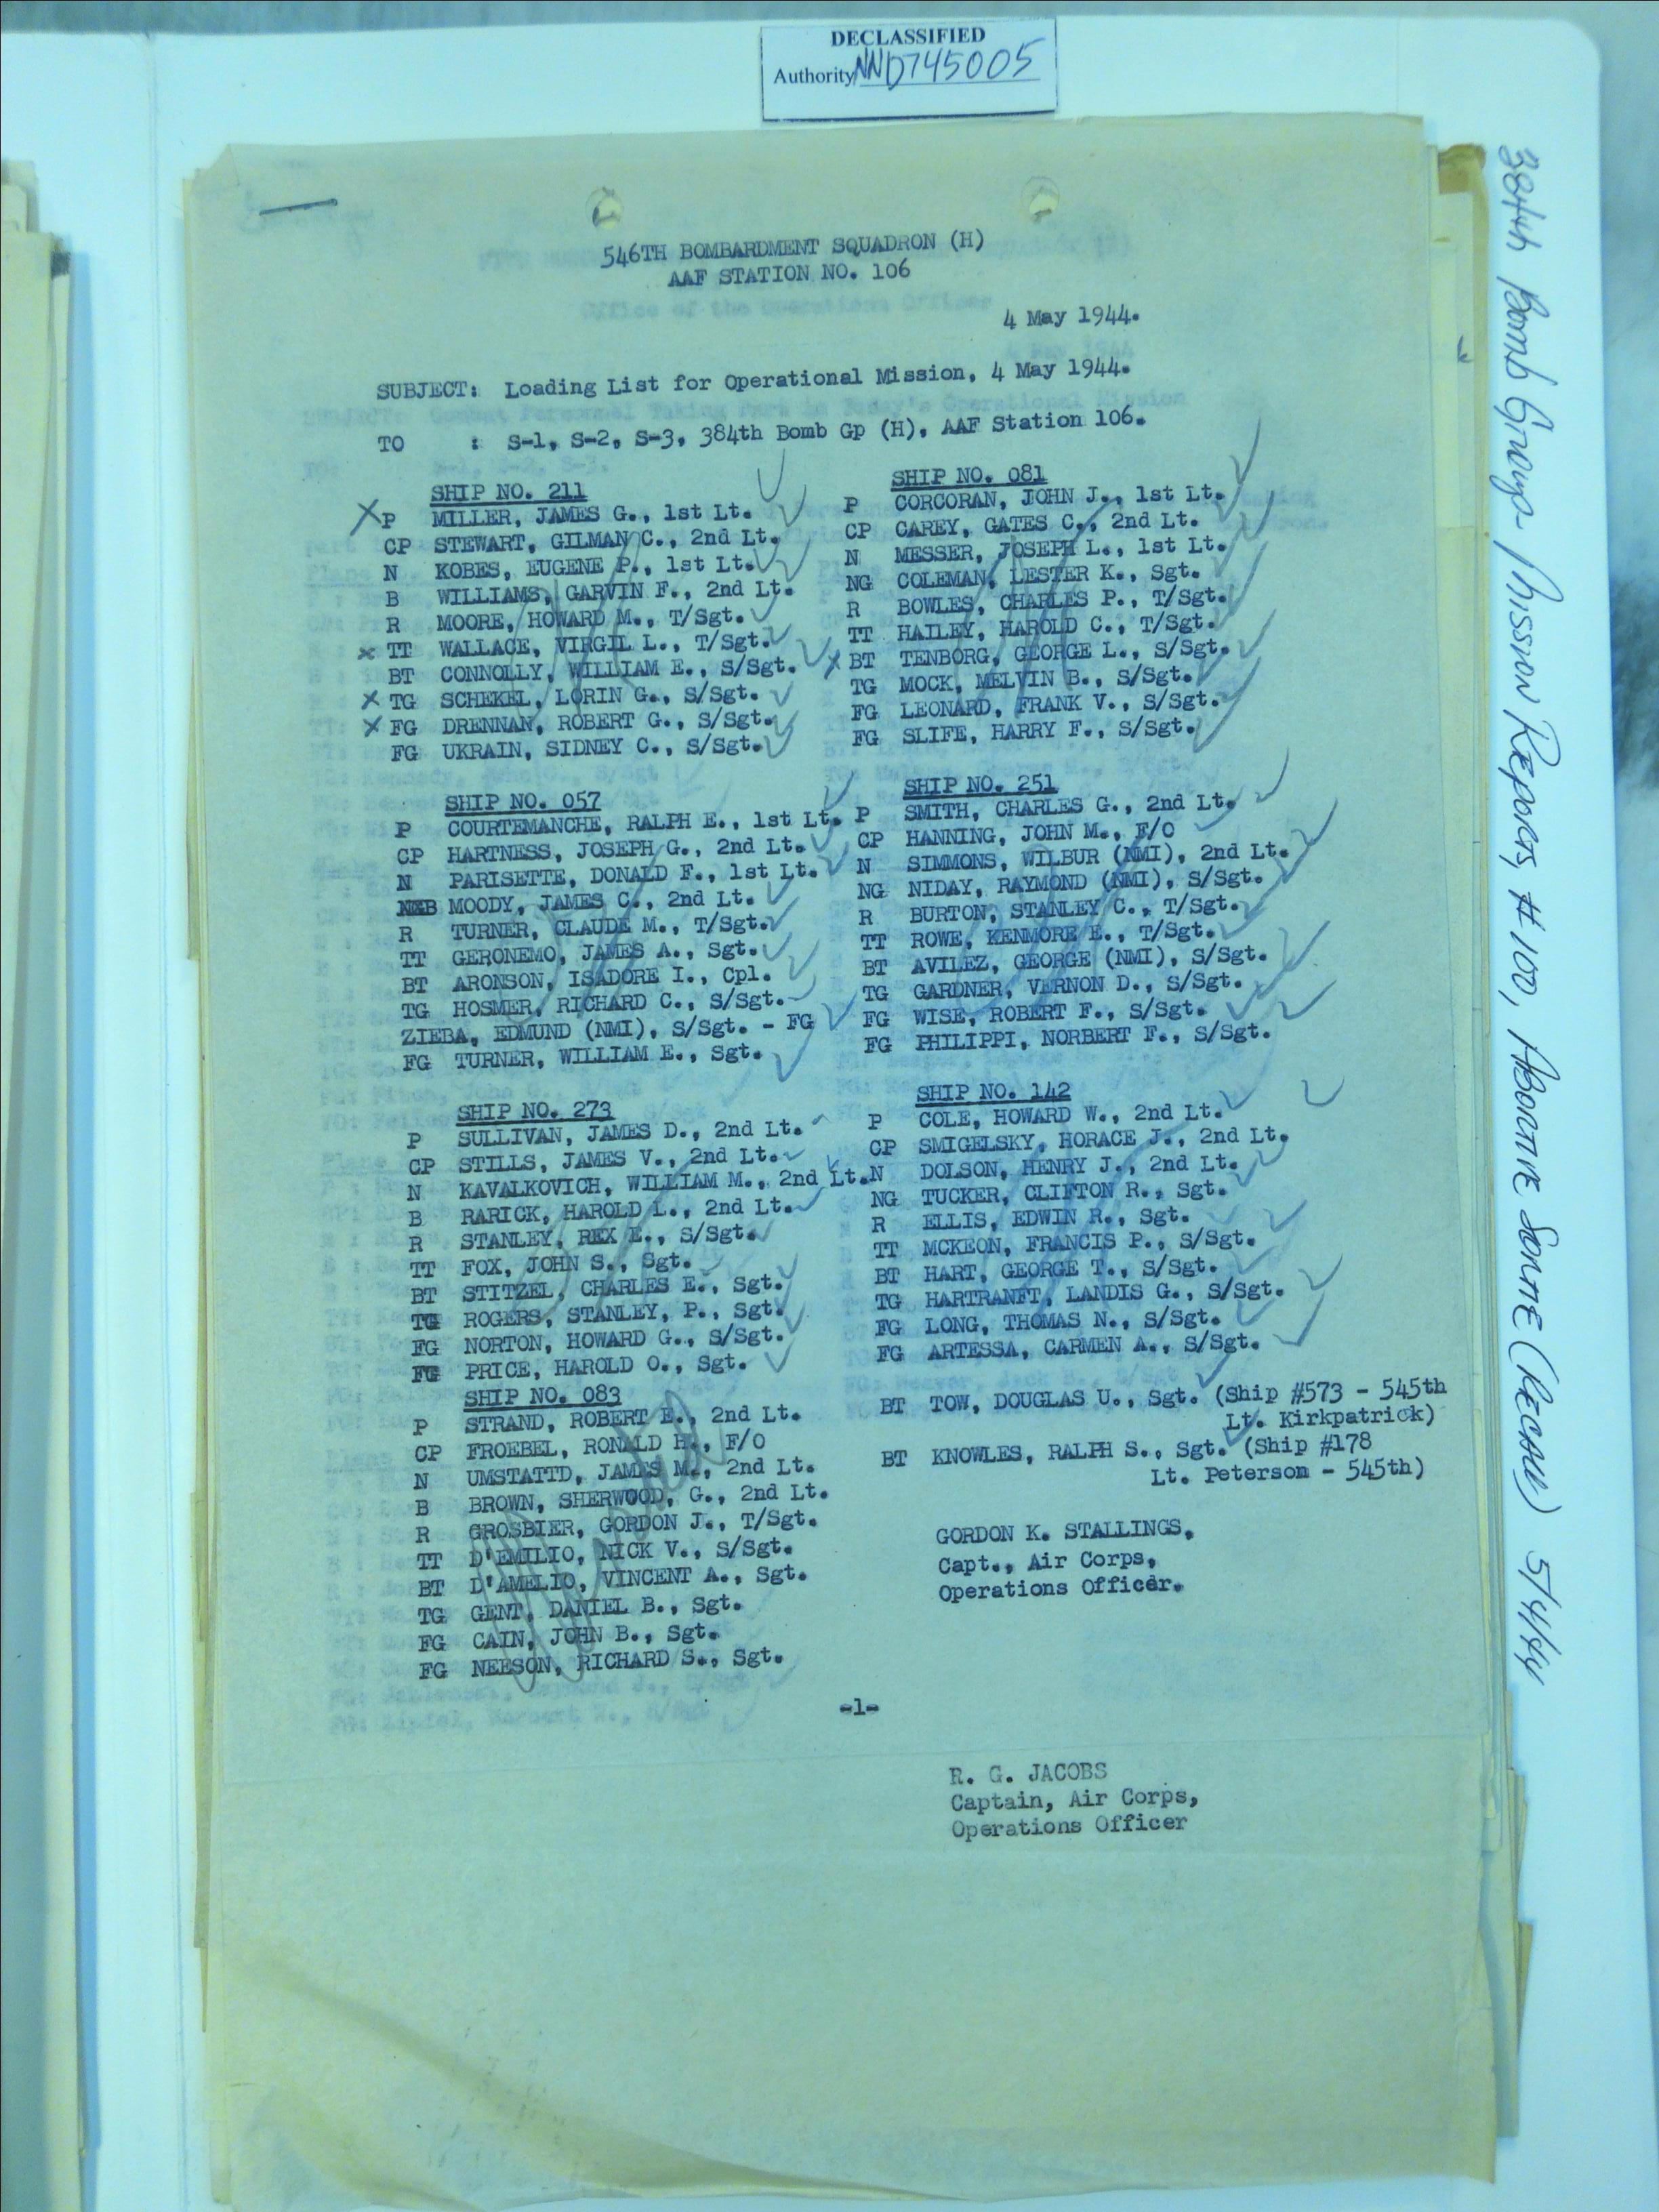 DECLASSIFIED
Authority NND745005
546TH BOMBARDMENT SQUADRON (H)
AAF STATION NO. 106
4 May 1944.
SUBJECT: Loading List for Operational Mission, 4 May 1944.
TO : S-1, S-2, S-3, 384th Bomb Gp (H), AAF Station 106.
SHIP NO. 211
X P MILLER, JAMES G., 1st Lt.
CP STEWART, GILMAN C., 2nd Lt.
N KOBES, EUGENE P., 1st Lt.
B WILLIAMS, GARVIN F., 2nd Lt.
R MOORE, HOWARD M., T/Sgt.
x TT WALLACE, VIRGIL L., T/Sgt.
BT CONNOLLY, WILLIAM E., S/Sgt.
X TG SCHEKEL, LORIN G., S/Sgt.
X FG DRENNAN, ROBERT G., S/Sgt.
FG UKRAIN, SIDNEY C., S/Sgt.
SHIP NO. 081
P CORCORAN, JOHN J., 1st Lt.
CP CAREY, GATES C., 2nd Lt.
N MESSER, JOSEPH L., 1st Lt.
NG COLEMAN, LESTER K., Sgt.
R BOWLES, CHARLES P., T/Sgt.
TT HAILEY, HAROLD C., T/Sgt.
X BT TENBORG, GEORGE L., S/Sgt.
TG MOCK, MELVIN B., S/Sgt.
FG LEONARD, FRANK V., S/Sgt.
FG SLIFE, HARRY F., S/Sgt.
SHIP NO. 057
P COURTEMANCHE, RALPH E., 1st Lt.
CP HARTNESS, JOSEPH G., 2nd Lt.
N PARISETTE, DONALD F., 1st Lt.
B MOODY, JAMES C., 2nd Lt.
R TURNER, CLAUDE M., T/Sgt.
TT GERONEMO, JAMES A., Sgt.
BT ARONSON, ISADORE I., Cpl.
TG HOSMER, RICHARD C., S/Sgt.
ZIEBA, EDMUND (NMI), S/Sgt. - FG
FG TURNER, WILLIAM E., Sgt.
SHIP NO. 251
P SMITH, CHARLES G., 2nd Lt.
CP HANNING, JOHN M., F/O
N SIMMONS, WILBUR (NMI), 2nd Lt.
NG NIDAY, RAYMOND (NMI), S/Sgt.
R BURTON, STANLEY C., T/Sgt.
TT ROWE, KENMORE E., T/Sgt.
BT AVILEZ, GEORGE (NMI), S/Sgt.
TG GARDNER, VERNON D., S/Sgt.
FG WISE, ROBERT F., S/Sgt.
FG PHILIPPI, NORBERT F., S/Sgt.
SHIP NO. 273
P SULLIVAN, JAMES D., 2nd Lt.
CP STILLS, JAMES V., 2nd Lt.
N KAVALKOVICH, WILLIAM M., 2nd Lt.
B RARICK, HAROLD L., 2nd Lt.
R STANLEY, REX E., S/Sgt.
TT FOX, JOHN S., Sgt.
BT STITZEL, CHARLES E., Sgt.
TG ROGERS, STANLEY, P., Sgt.
FG NORTON, HOWARD G., S/Sgt.
FG PRICE, HAROLD O., Sgt.
SHIP NO. 142
P COLE, HOWARD W., 2nd Lt.
CP SMIGELSKY, HORACE J., 2nd Lt.
N DOLSON, HENRY J., 2nd Lt.
NG TUCKER, CLIFTON R., Sgt.
R ELLIS, EDWIN R., Sgt.
TT MCKEON, FRANCIS P., S/Sgt.
BT HART, GEORGE T., S/Sgt.
TG HARTRANFT, LANDIS G., S/Sgt.
FG LONG, THOMAS N., S/Sgt.
FG ARTESSA, CARMEN A., S/Sgt.
SHIP NO. 083
P STRAND, ROBERT E., 2nd Lt.
CP FROEBEL, RONALD H., F/O
N UMSTATTD, JAMES M., 2nd Lt.
B BROWN, SHERWOOD, G., 2nd Lt.
R GROSBIER, GORDON J., T/Sgt.
TT D'EMILIO, NICK V., S/Sgt.
BT D'AMELIO, VINCENT A., Sgt.
TG GENT, DANIEL B., Sgt.
FG CAIN, JOHN B., Sgt.
FG NEESON, RICHARD S., Sgt.
BT TOW, DOUGLAS U., Sgt. (Ship #573 - 545th
Lt. Kirkpatrick)
BT KNOWLES, RALPH S., Sgt. (Ship #178
Lt. Peterson - 545th)
GORDON K. STALLINGS,
Capt., Air Corps,
Operations Officer.
-1-
R. G. JACOBS
Captain, Air Corps,
Operations Officer
384th Bomb Group - Mission Reports, # 100, Abortive Sortie (Recall) 5/4/44